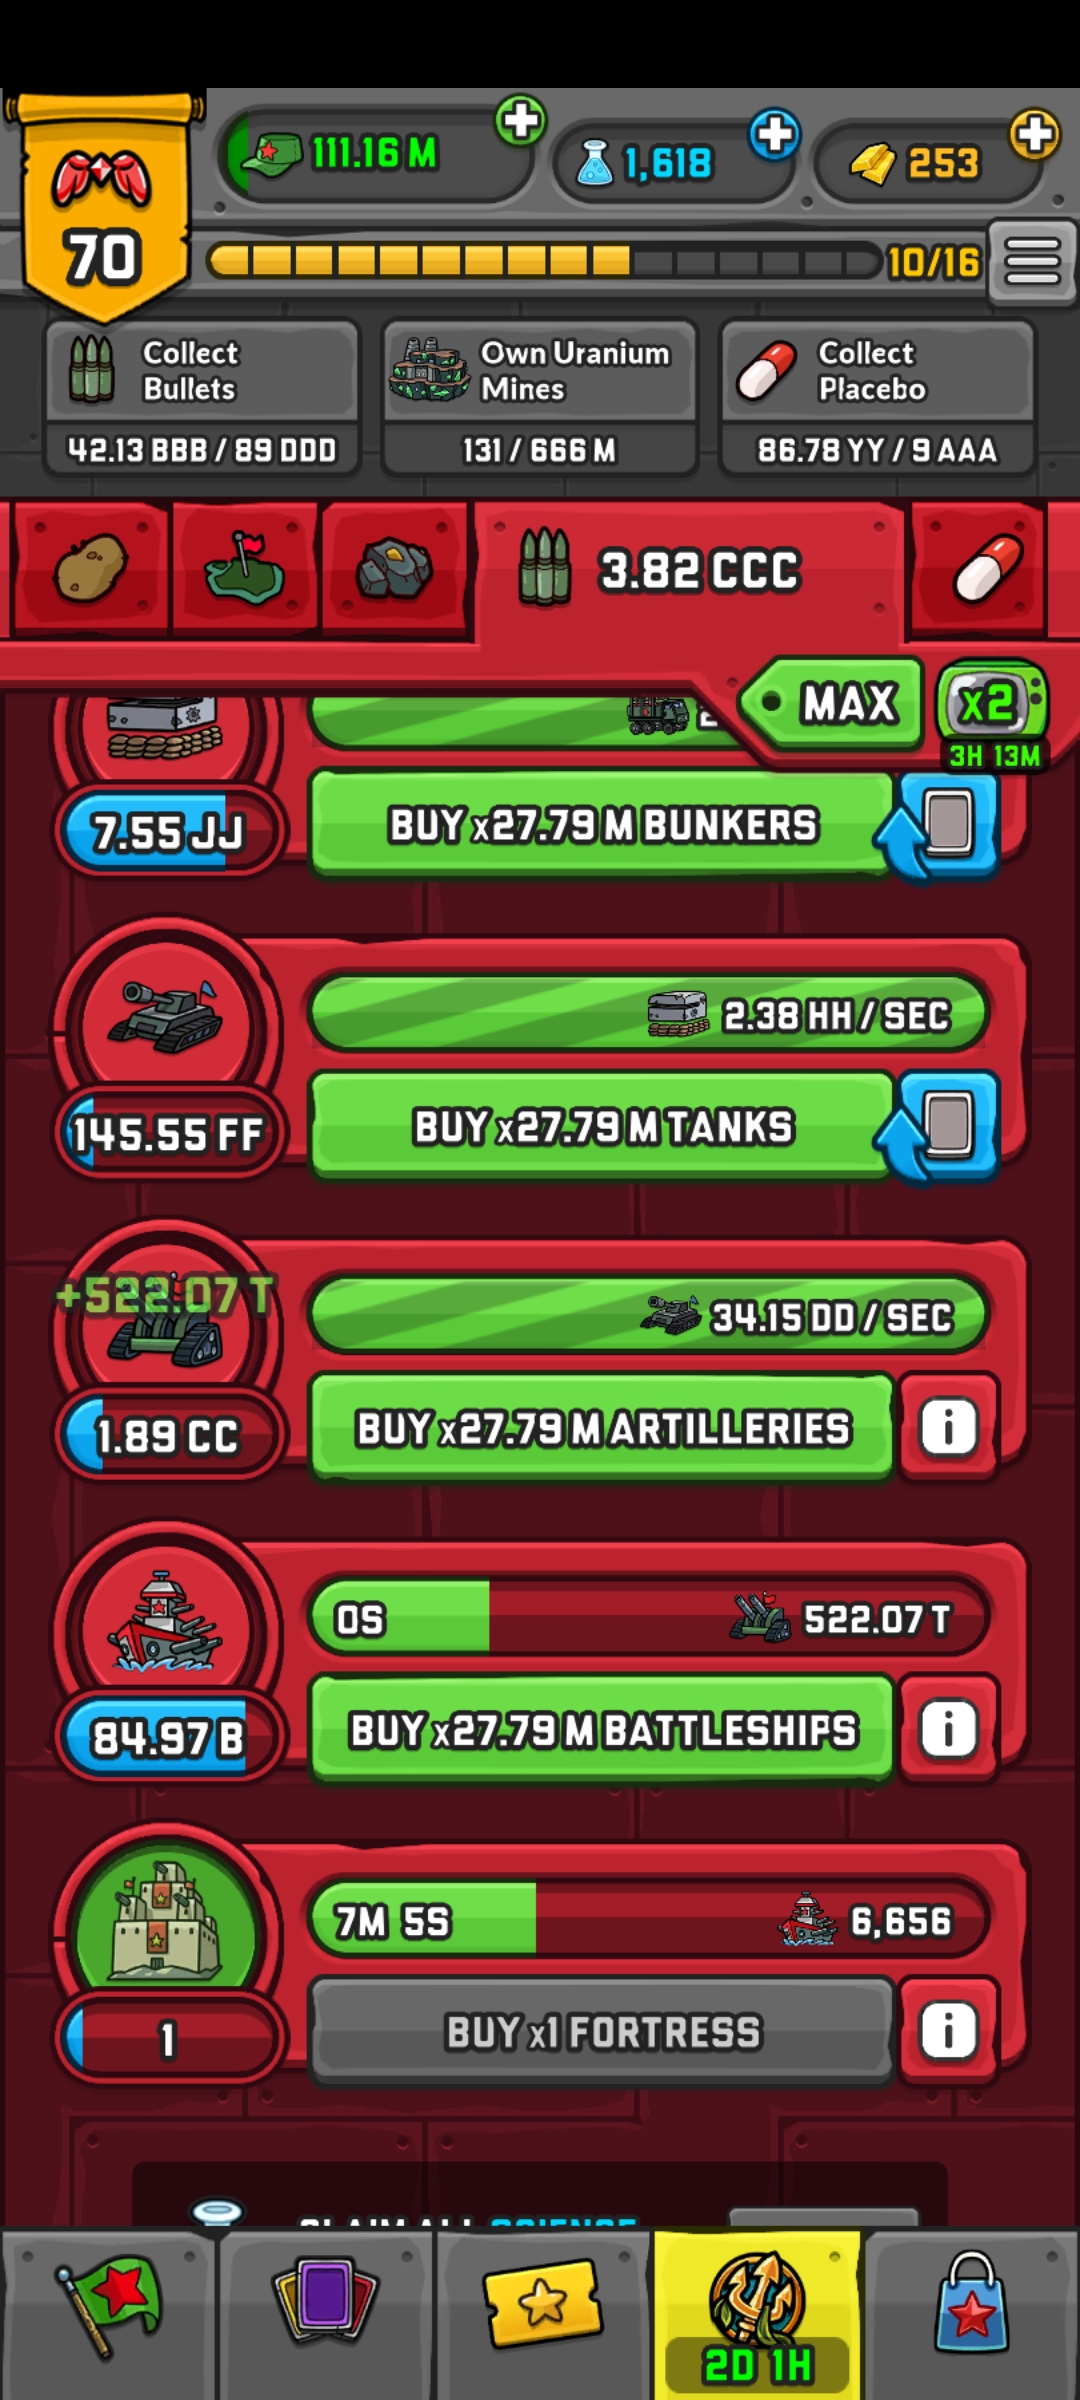 111.16 M
1,618
253
70
10/16
Collect
Bullets
42.13 BBB / 89 DDD
Own Uranium
Mines
131 / 666 M
Collect
Placebo
86.78 YY / 9 AAA
3.82 CCC
MAX
x2
3H 13M
7.55 JJ
BUY x27.79 M BUNKERS
2.38 HH / SEC
145.55 FF
BUY x27.79 M TANKS
+522.07 T
34.15 DD / SEC
1.89 CC
BUY x27.79 M ARTILLERIES
0S
522.07 T
84.97 B
BUY x27.79 M BATTLESHIPS
7M 5S
6,656
1
BUY x1 FORTRESS
CLAIM ALL SCIENCE
2D 1H